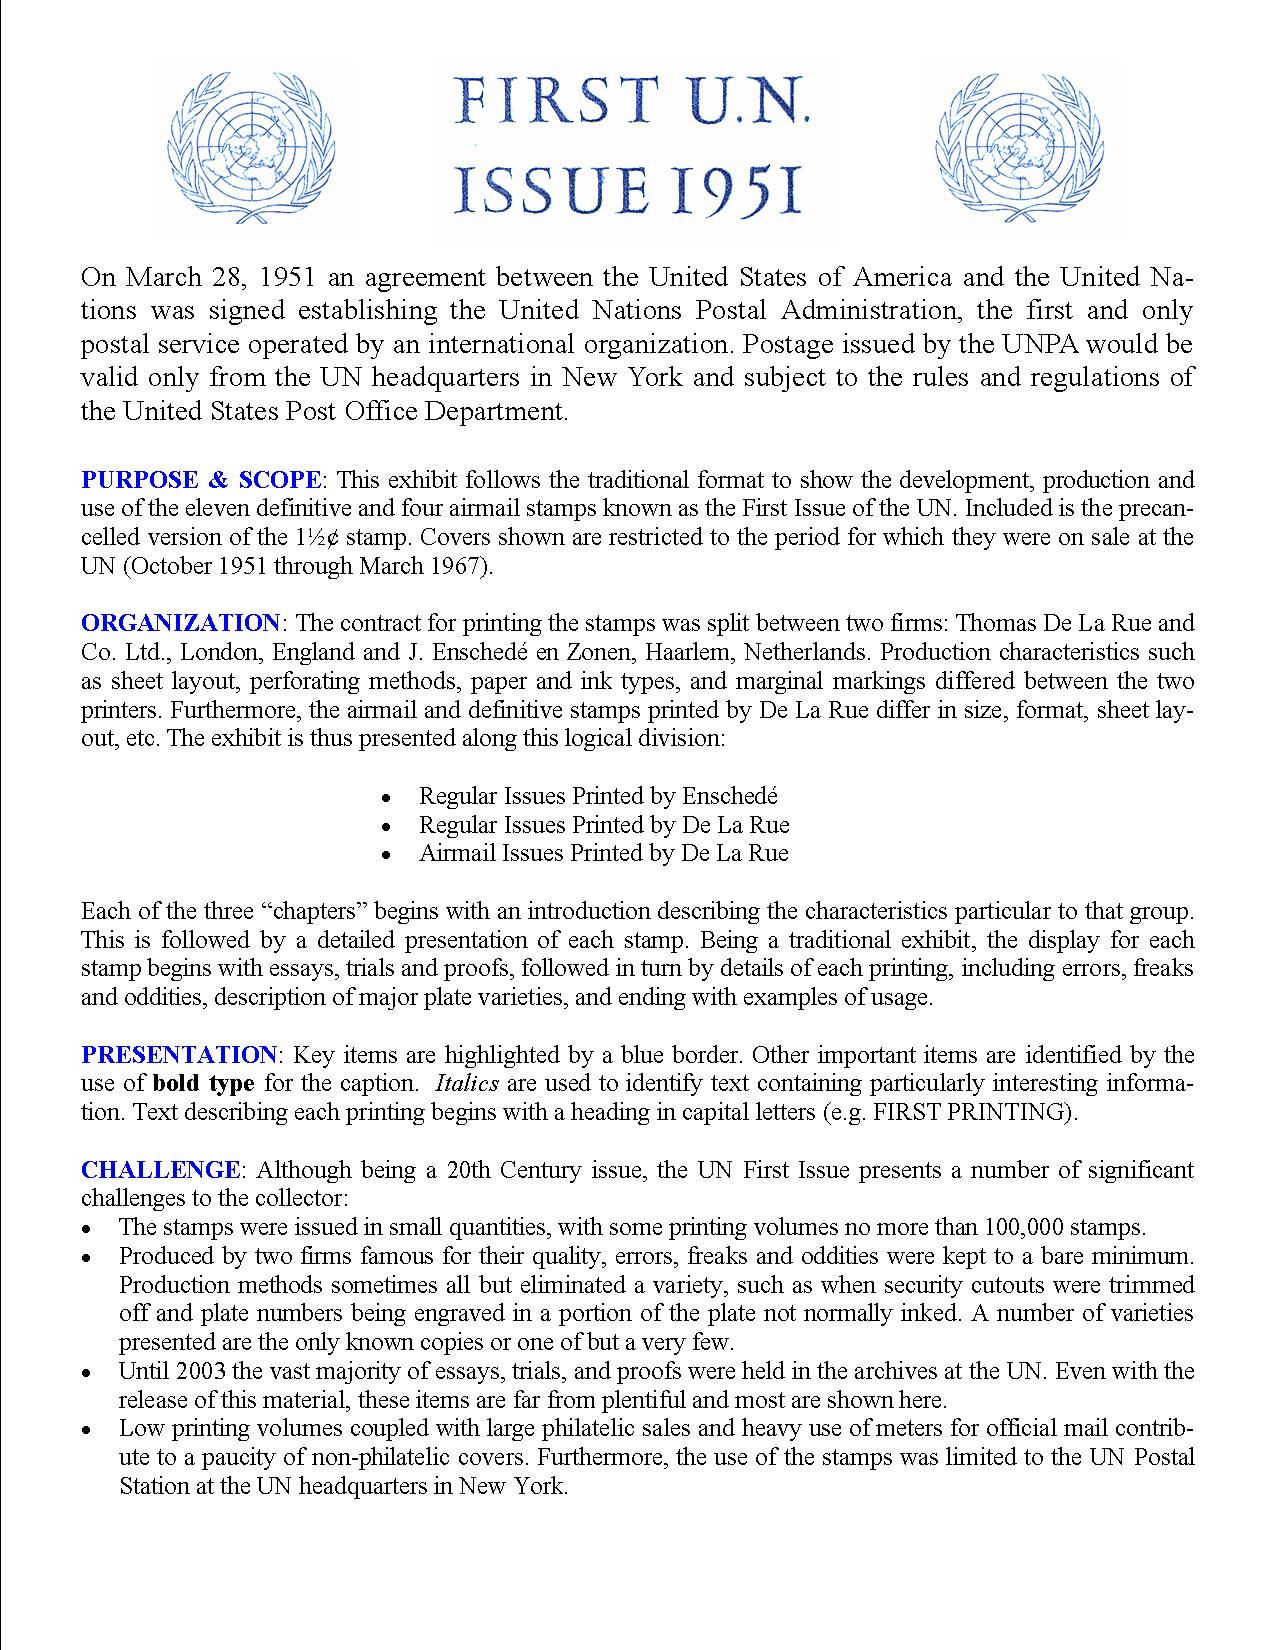 FIRST U.N.
ISSUE 1951
On March 28, 1951 an agreement between the United States of America and the United Na-
tions was signed establishing the United Nations Postal Administration, the first and only
postal service operated by an international organization. Postage issued by the UNPA would be
valid only from the UN headquarters in New York and subject to the rules and regulations of
the United States Post Office Department.
PURPOSE & SCOPE: This exhibit follows the traditional format to show the development, production and
use of the eleven definitive and four airmail stamps known as the First Issue of the UN. Included is the precan-
celled version of the 1½¢ stamp. Covers shown are restricted to the period for which they were on sale at the
UN (October 1951 through March 1967).
ORGANIZATION: The contract for printing the stamps was split between two firms: Thomas De La Rue and
Co. Ltd., London, England and J. Enschedé en Zonen, Haarlem, Netherlands. Production characteristics such
as sheet layout, perforating methods, paper and ink types, and marginal markings differed between the two
printers. Furthermore, the airmail and definitive stamps printed by De La Rue differ in size, format, sheet lay-
out, etc. The exhibit is thus presented along this logical division:
• Regular Issues Printed by Enschedé
• Regular Issues Printed by De La Rue
• Airmail Issues Printed by De La Rue
Each of the three “chapters” begins with an introduction describing the characteristics particular to that group.
This is followed by a detailed presentation of each stamp. Being a traditional exhibit, the display for each
stamp begins with essays, trials and proofs, followed in turn by details of each printing, including errors, freaks
and oddities, description of major plate varieties, and ending with examples of usage.
PRESENTATION: Key items are highlighted by a blue border. Other important items are identified by the
use of bold type for the caption. Italics are used to identify text containing particularly interesting informa-
tion. Text describing each printing begins with a heading in capital letters (e.g. FIRST PRINTING).
CHALLENGE: Although being a 20th Century issue, the UN First Issue presents a number of significant
challenges to the collector:
• The stamps were issued in small quantities, with some printing volumes no more than 100,000 stamps.
• Produced by two firms famous for their quality, errors, freaks and oddities were kept to a bare minimum.
Production methods sometimes all but eliminated a variety, such as when security cutouts were trimmed
off and plate numbers being engraved in a portion of the plate not normally inked. A number of varieties
presented are the only known copies or one of but a very few.
• Until 2003 the vast majority of essays, trials, and proofs were held in the archives at the UN. Even with the
release of this material, these items are far from plentiful and most are shown here.
• Low printing volumes coupled with large philatelic sales and heavy use of meters for official mail contrib-
ute to a paucity of non-philatelic covers. Furthermore, the use of the stamps was limited to the UN Postal
Station at the UN headquarters in New York.